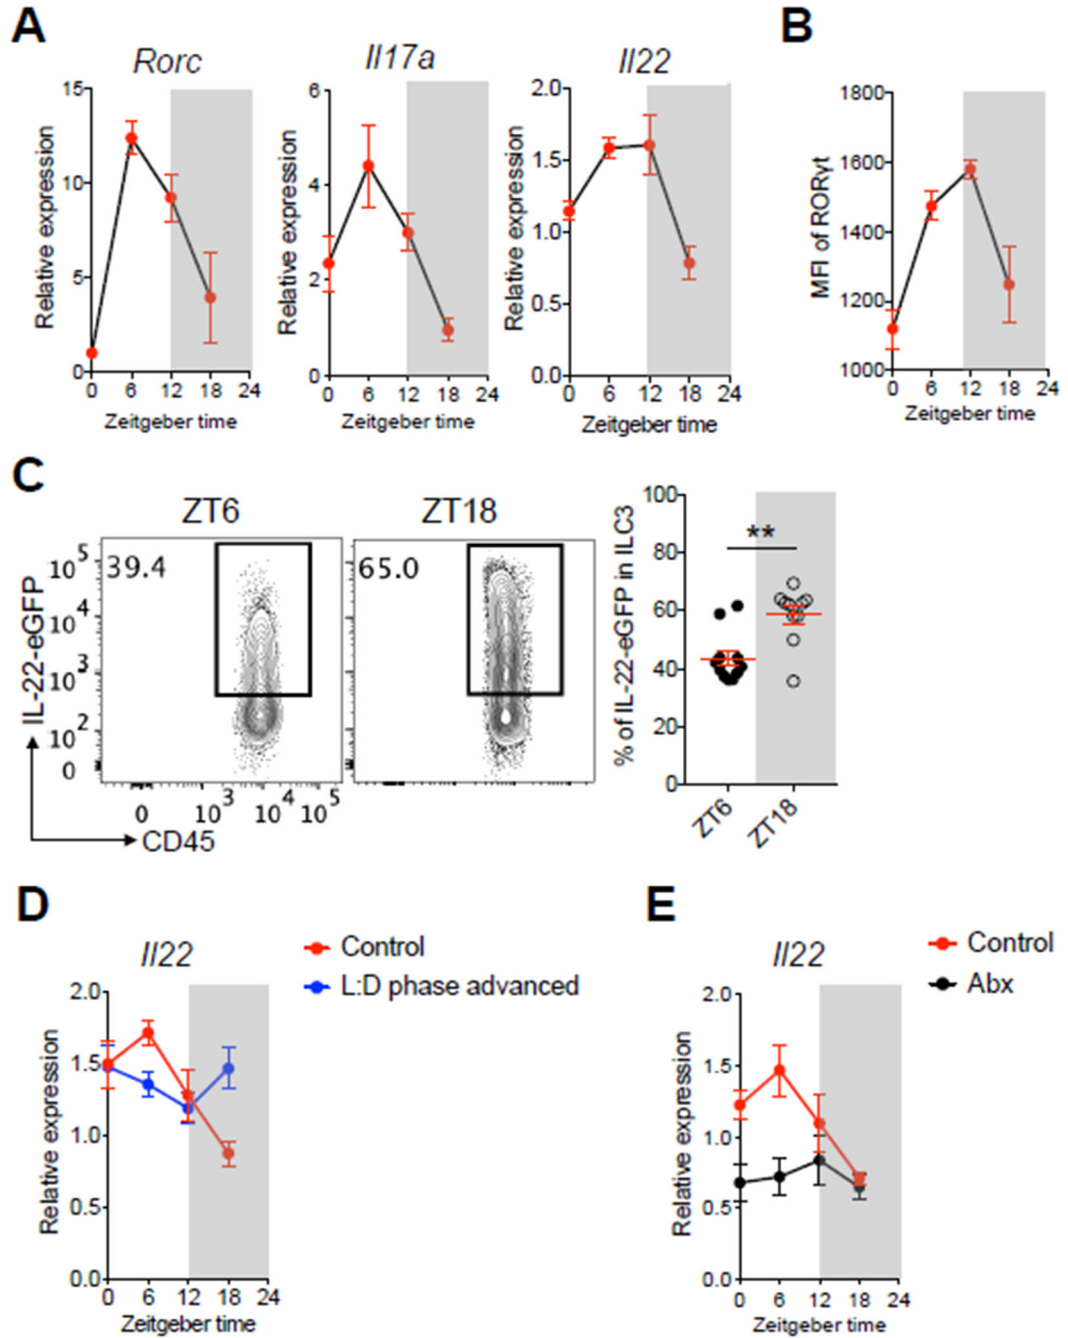 A
B
Rorc
Il17a
Il22
Relative expression
15
10
5
0
0 6 12 18 24
Zeitgeber time
Relative expression
6
4
2
0
0 6 12 18 24
Zeitgeber time
Relative expression
2.0
1.5
1.0
0.5
0.0
0 6 12 18 24
Zeitgeber time
MFI of RORγt
1800
1600
1400
1200
1000
0 6 12 18 24
Zeitgeber time
C
ZT6
ZT18
39.4
65.0
IL-22-eGFP
10^5
10^4
10^3
10^2
0
0 10^3 10^4 10^5
CD45
% of IL-22-eGFP in ILC3
100
80
60
40
20
0
**
ZT6
ZT18
D
Il22
Control
L:D phase advanced
Relative expression
2.0
1.5
1.0
0.5
0.0
0 6 12 18 24
Zeitgeber time
E
Il22
Control
Abx
Relative expression
2.0
1.5
1.0
0.5
0.0
0 6 12 18 24
Zeitgeber time